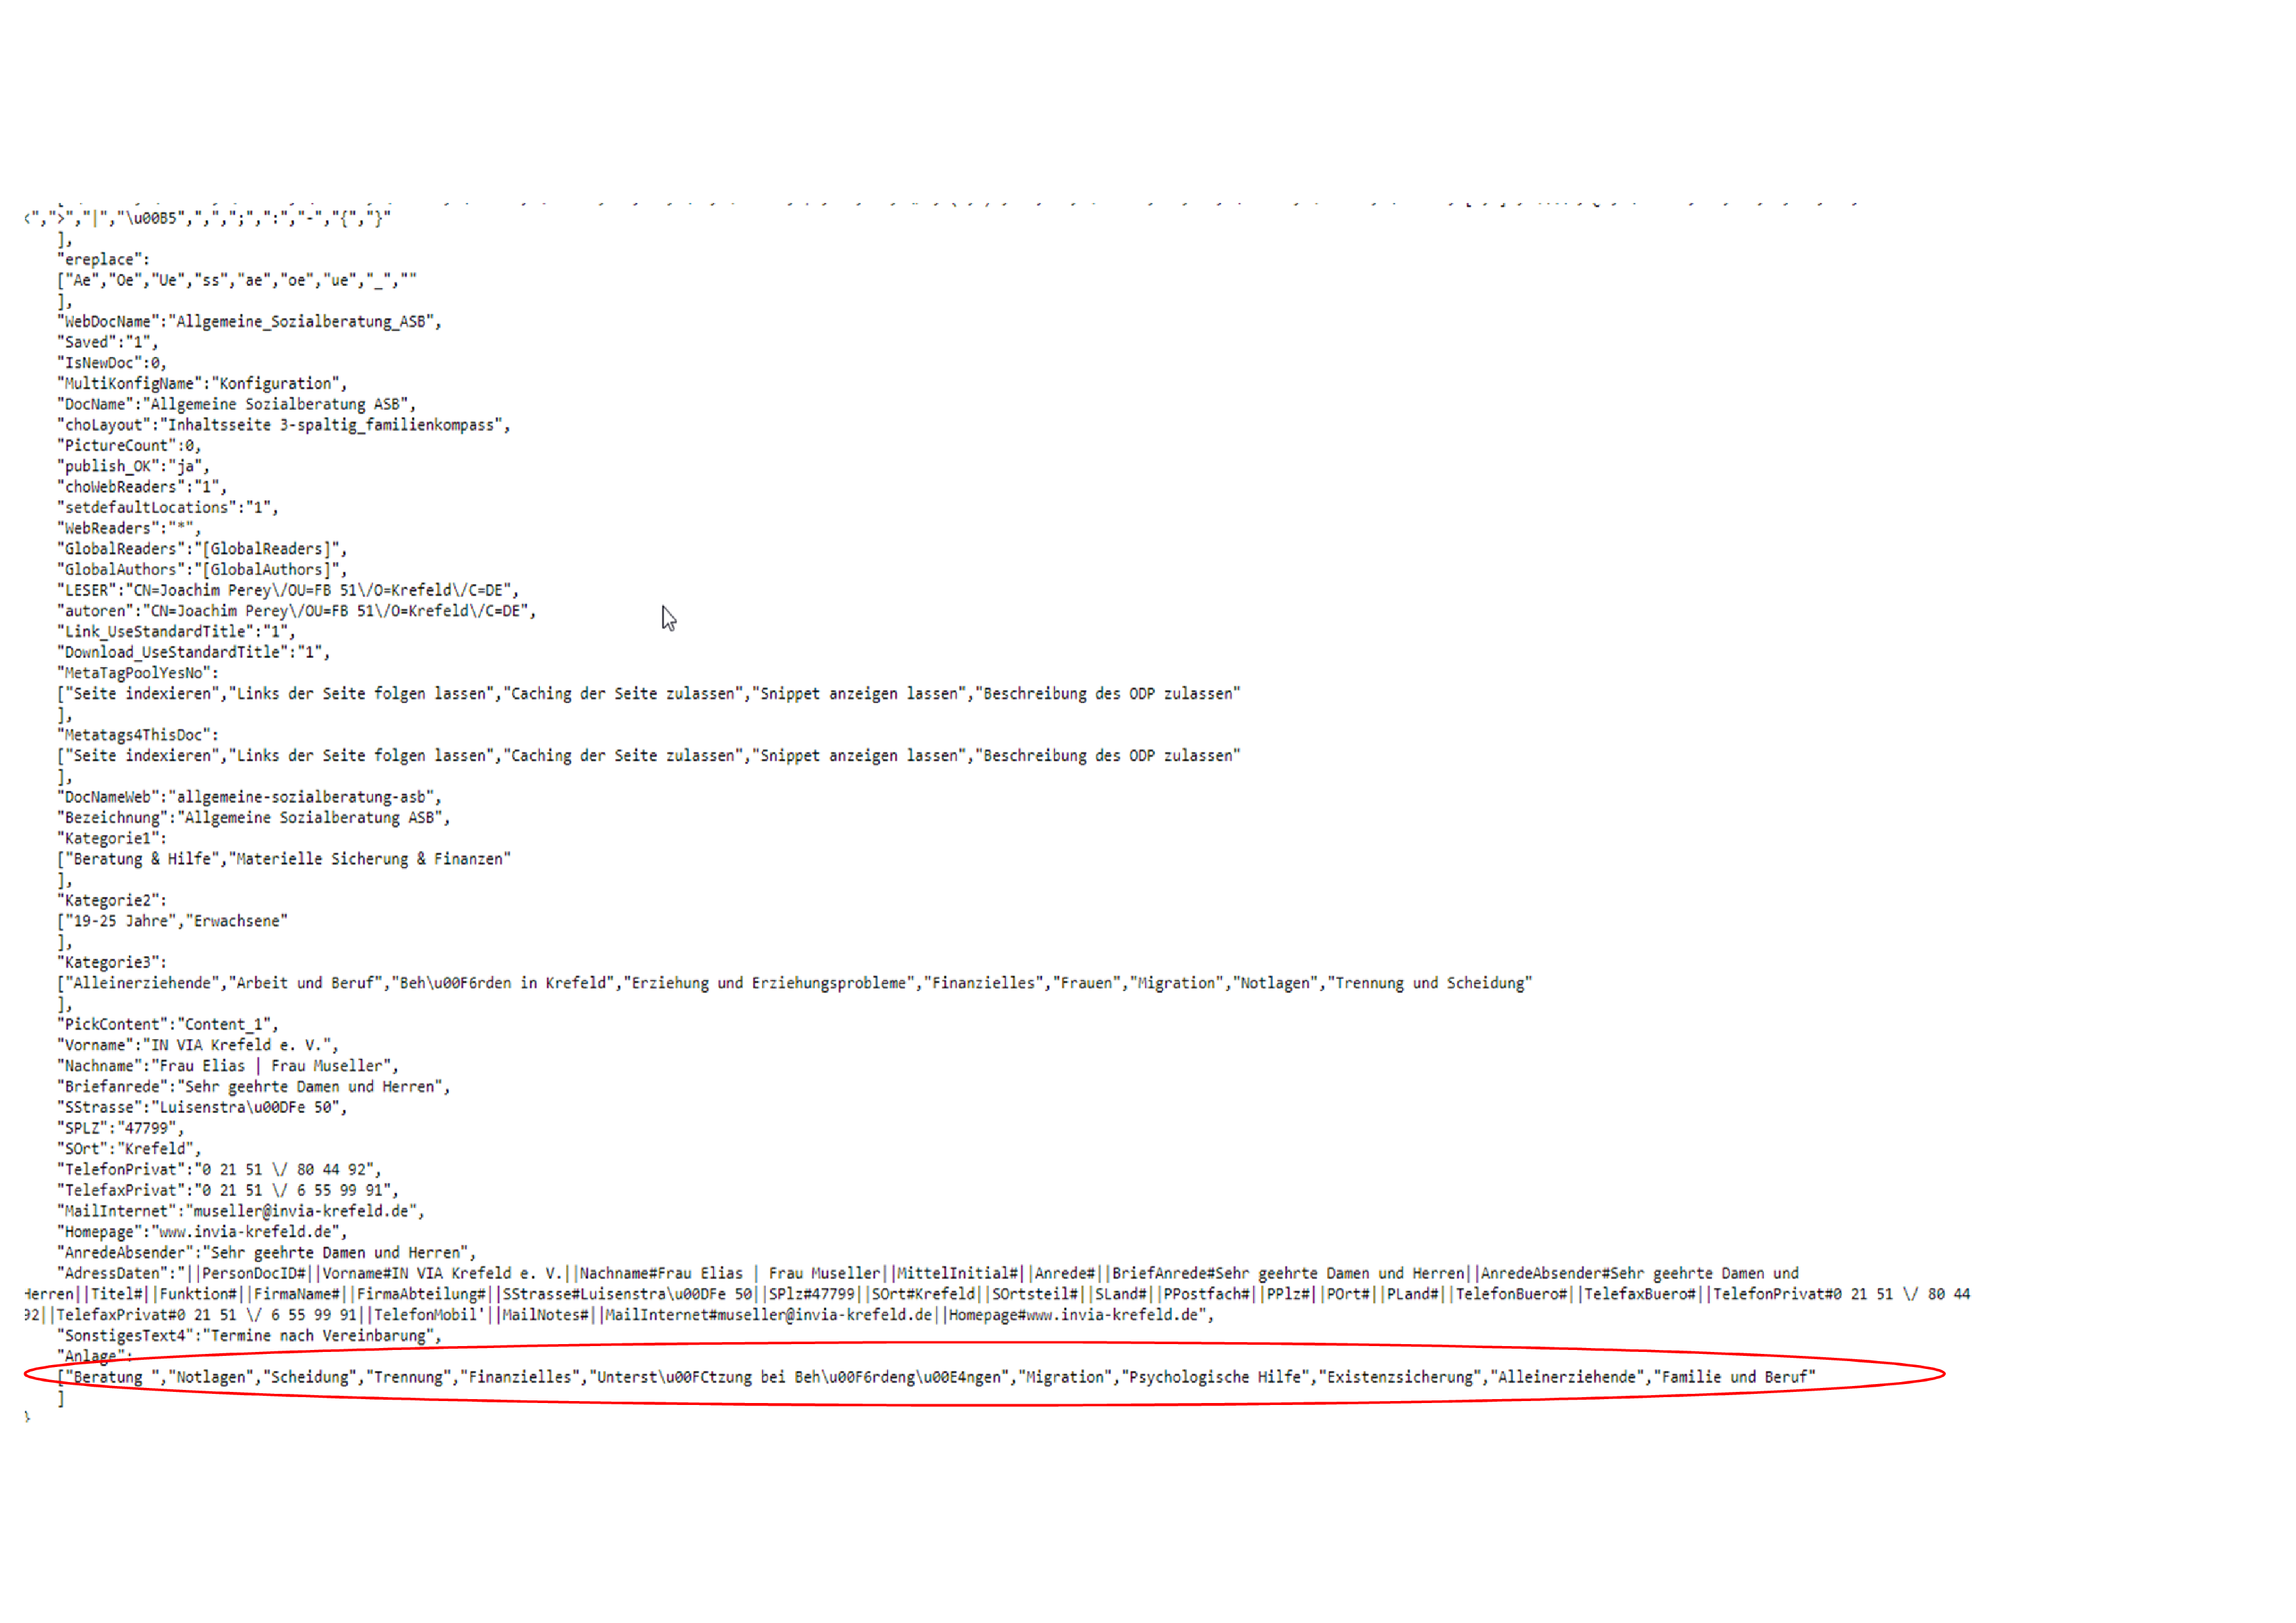 <",">","|","\u00B5",",",";",":","-","{","}"
],
"ereplace":
["Ae","Oe","Ue","ss","ae","oe","ue","_",""
],
"WebDocName":"Allgemeine_Sozialberatung_ASB",
"Saved":"1",
"IsNewDoc":0,
"MultiKonfigName":"Konfiguration",
"DocName":"Allgemeine Sozialberatung ASB",
"choLayout":"Inhaltsseite 3-spaltig_familienkompass",
"PictureCount":0,
"publish_OK":"ja",
"choWebReaders":"1",
"setdefaultLocations":"1",
"WebReaders":"*",
"GlobalReaders":"[GlobalReaders]",
"GlobalAuthors":"[GlobalAuthors]",
"LESER":"CN=Joachim Perey\/OU=FB 51\/O=Krefeld\/C=DE",
"autoren":"CN=Joachim Perey\/OU=FB 51\/O=Krefeld\/C=DE",
"Link_UseStandardTitle":"1",
"Download_UseStandardTitle":"1",
"MetaTagPoolYesNo":
["Seite indexieren","Links der Seite folgen lassen","Caching der Seite zulassen","Snippet anzeigen lassen","Beschreibung des ODP zulassen"
],
"Metatags4ThisDoc":
["Seite indexieren","Links der Seite folgen lassen","Caching der Seite zulassen","Snippet anzeigen lassen","Beschreibung des ODP zulassen"
],
"DocNameWeb":"allgemeine-sozialberatung-asb",
"Bezeichnung":"Allgemeine Sozialberatung ASB",
"Kategorie1":
["Beratung & Hilfe","Materielle Sicherung & Finanzen"
],
"Kategorie2":
["19-25 Jahre","Erwachsene"
],
"Kategorie3":
["Alleinerziehende","Arbeit und Beruf","Beh\u00F6rden in Krefeld","Erziehung und Erziehungsprobleme","Finanzielles","Frauen","Migration","Notlagen","Trennung und Scheidung"
],
"PickContent":"Content_1",
"Vorname":"IN VIA Krefeld e. V.",
"Nachname":"Frau Elias | Frau Museller",
"Briefanrede":"Sehr geehrte Damen und Herren",
"SStrasse":"Luisenstra\u00DFe 50",
"SPLZ":"47799",
"SOrt":"Krefeld",
"TelefonPrivat":"0 21 51 \/ 80 44 92",
"TelefaxPrivat":"0 21 51 \/ 6 55 99 91",
"MailInternet":"museller@invia-krefeld.de",
"Homepage":"www.invia-krefeld.de",
"AnredeAbsender":"Sehr geehrte Damen und Herren",
"AdressDaten":"||PersonDocID#||Vorname#IN VIA Krefeld e. V.||Nachname#Frau Elias | Frau Museller||MittelInitial#||Anrede#||BriefAnrede#Sehr geehrte Damen und Herren||AnredeAbsender#Sehr geehrte Damen und
Herren||Titel#||Funktion#||FirmaName#||FirmaAbteilung#||SStrasse#Luisenstra\u00DFe 50||SPlz#47799||SOrt#Krefeld||SOrtsteil#||SLand#||PPostfach#||PPlz#||POrt#||PLand#||TelefonBuero#||TelefaxBuero#||TelefonPrivat#0 21 51 \/ 80 44
92||TelefaxPrivat#0 21 51 \/ 6 55 99 91||TelefonMobil'||MailNotes#||MailInternet#museller@invia-krefeld.de||Homepage#www.invia-krefeld.de",
"SonstigesText4":"Termine nach Vereinbarung",
"Anlage":
["Beratung ","Notlagen","Scheidung","Trennung","Finanzielles","Unterst\u00FCtzung bei Beh\u00F6rdeng\u00E4ngen","Migration","Psychologische Hilfe","Existenzsicherung","Alleinerziehende","Familie und Beruf"
]
}